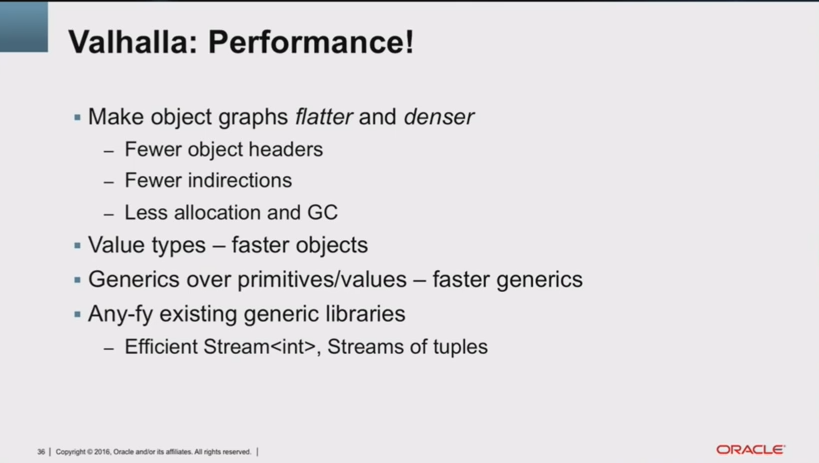 Valhalla: Performance!
▪ Make object graphs flatter and denser
– Fewer object headers
– Fewer indirections
– Less allocation and GC
▪ Value types – faster objects
▪ Generics over primitives/values – faster generics
▪ Any-fy existing generic libraries
– Efficient Stream<int>, Streams of tuples
36 | Copyright © 2016, Oracle and/or its affiliates. All rights reserved. |
ORACLE®